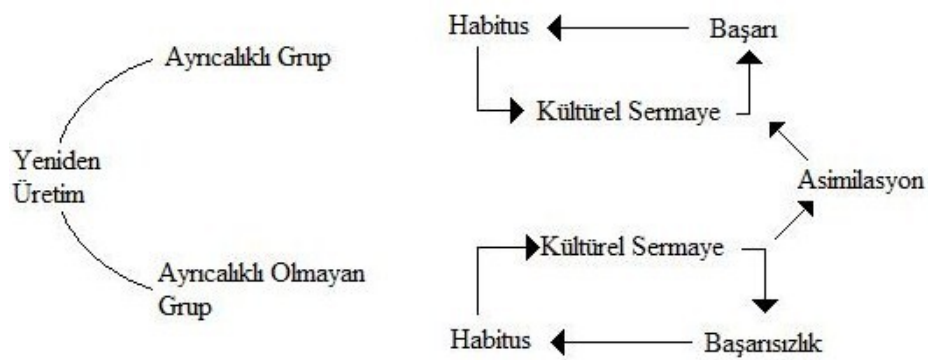 Habitus
Başarı
Ayrıcalıklı Grup
Kültürel Sermaye
Yeniden
Üretim
Asimilasyon
Kültürel Sermaye
Ayrıcalıklı Olmayan
Grup
Habitus
Başarısızlık